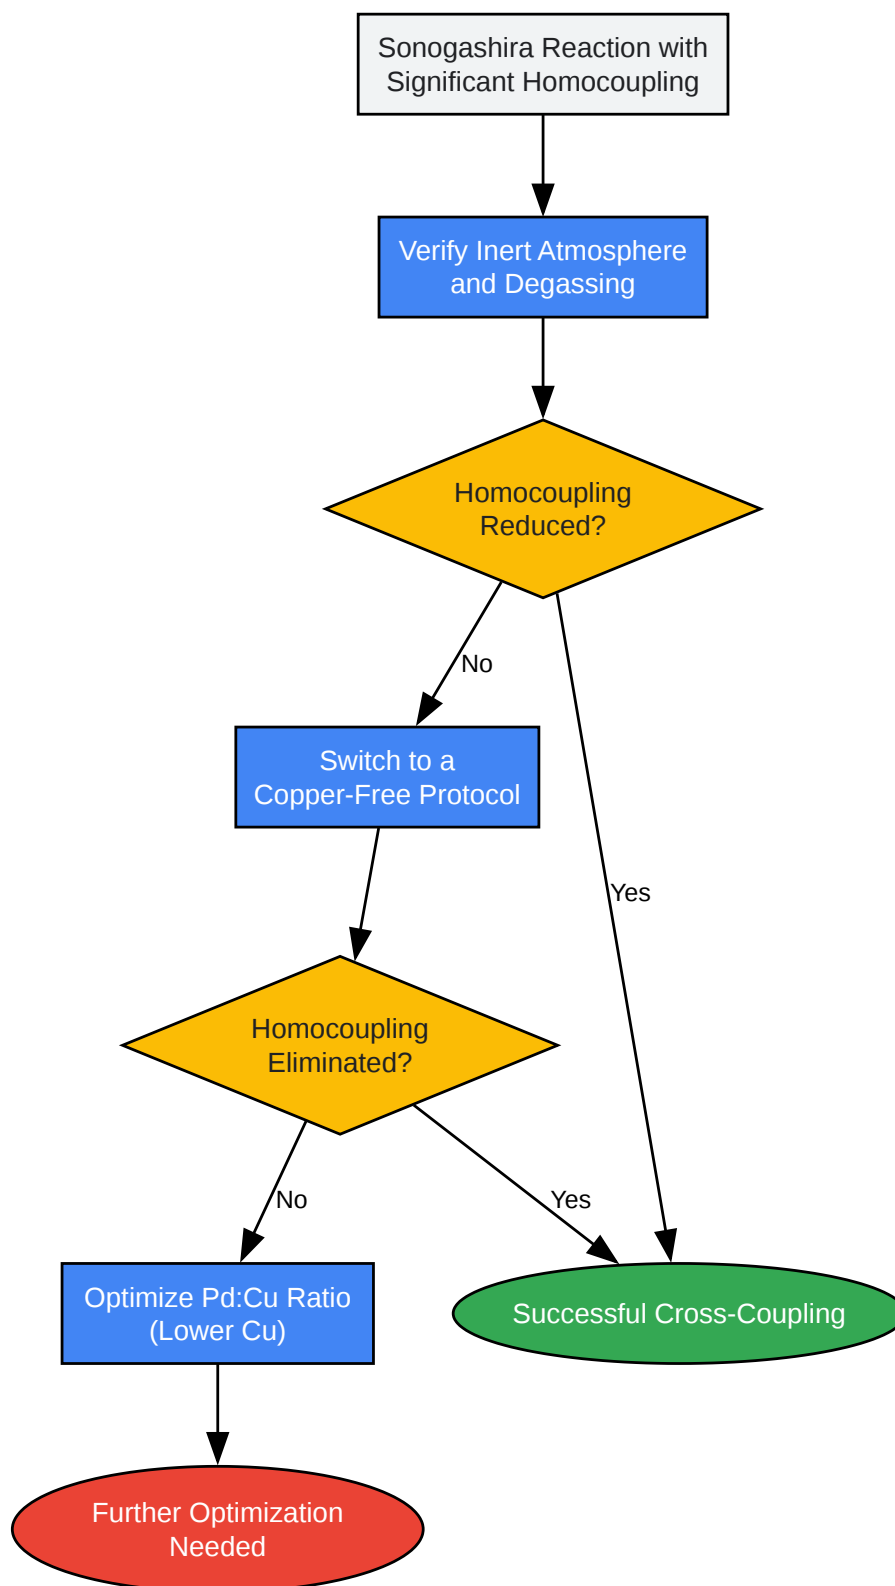 Sonogashira Reaction with
Significant Homocoupling
Verify Inert Atmosphere
and Degassing
Homocoupling
Reduced?
No
Switch to a
Copper-Free Protocol
Yes
Homocoupling
Eliminated?
No
Yes
Optimize Pd:Cu Ratio
(Lower Cu)
Successful Cross-Coupling
Further Optimization
Needed